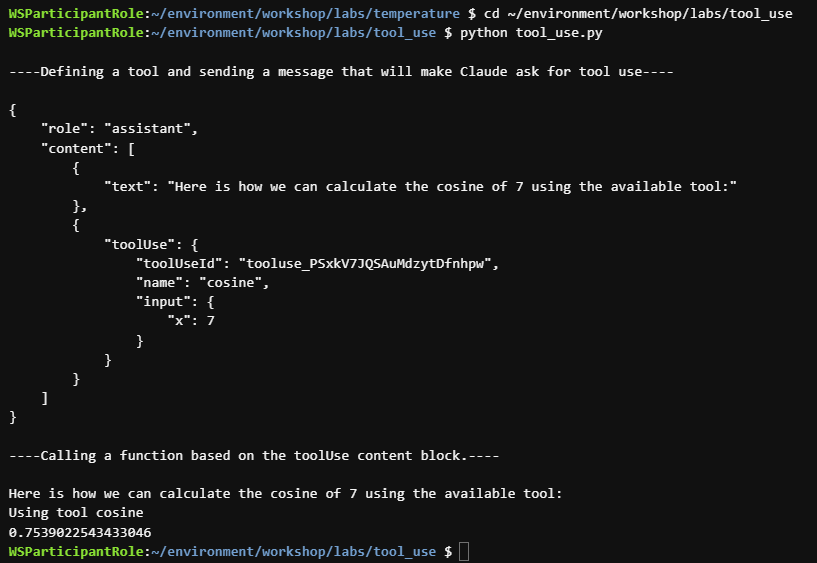 WSParticipantRole:~/environment/workshop/labs/temperature $ cd ~/environment/workshop/labs/tool_use
WSParticipantRole:~/environment/workshop/labs/tool_use $ python tool_use.py
----Defining a tool and sending a message that will make Claude ask for tool use----
{
    "role": "assistant",
    "content": [
        {
            "text": "Here is how we can calculate the cosine of 7 using the available tool:"
        },
        {
            "toolUse": {
                "toolUseId": "tooluse_PSxkV7JQSAuMdzytDfnhpw",
                "name": "cosine",
                "input": {
                    "x": 7
                }
            }
        }
    ]
}
----Calling a function based on the toolUse content block.----
Here is how we can calculate the cosine of 7 using the available tool:
Using tool cosine
0.7539022543433046
WSParticipantRole:~/environment/workshop/labs/tool_use $